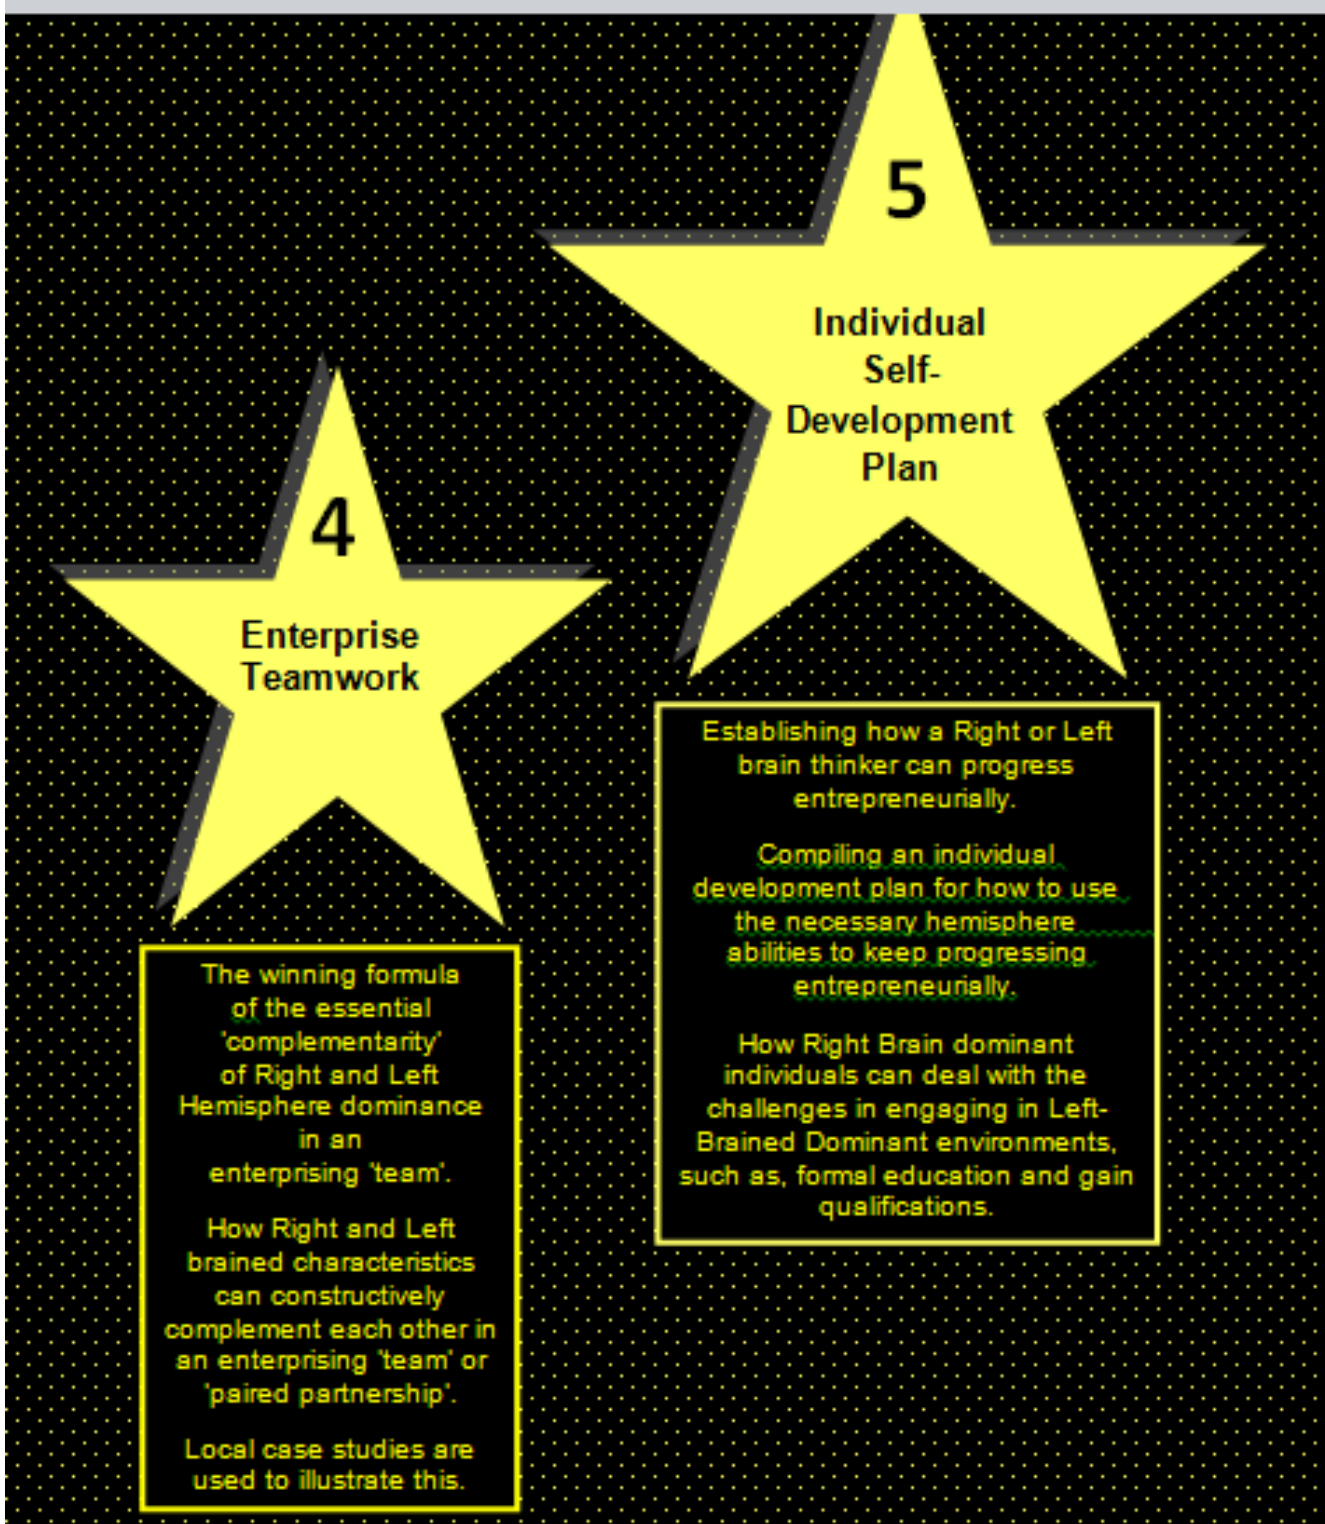 4
Enterprise
Teamwork
The winning formula
of the essential
'complementarity'
of Right and Left
Hemisphere dominance
in an
enterprising 'team'.
How Right and Left
brained characteristics
can constructively
complement each other in
an enterprising 'team' or
'paired partnership'.
Local case studies are
used to illustrate this.
5
Individual
Self-
Development
Plan
Establishing how a Right or Left
brain thinker can progress
entrepreneurially.
Compiling an individual
development plan for how to use
the necessary hemisphere
abilities to keep progressing
entrepreneurially.
How Right Brain dominant
individuals can deal with the
challenges in engaging in Left-
Brained Dominant environments,
such as, formal education and gain
qualifications.